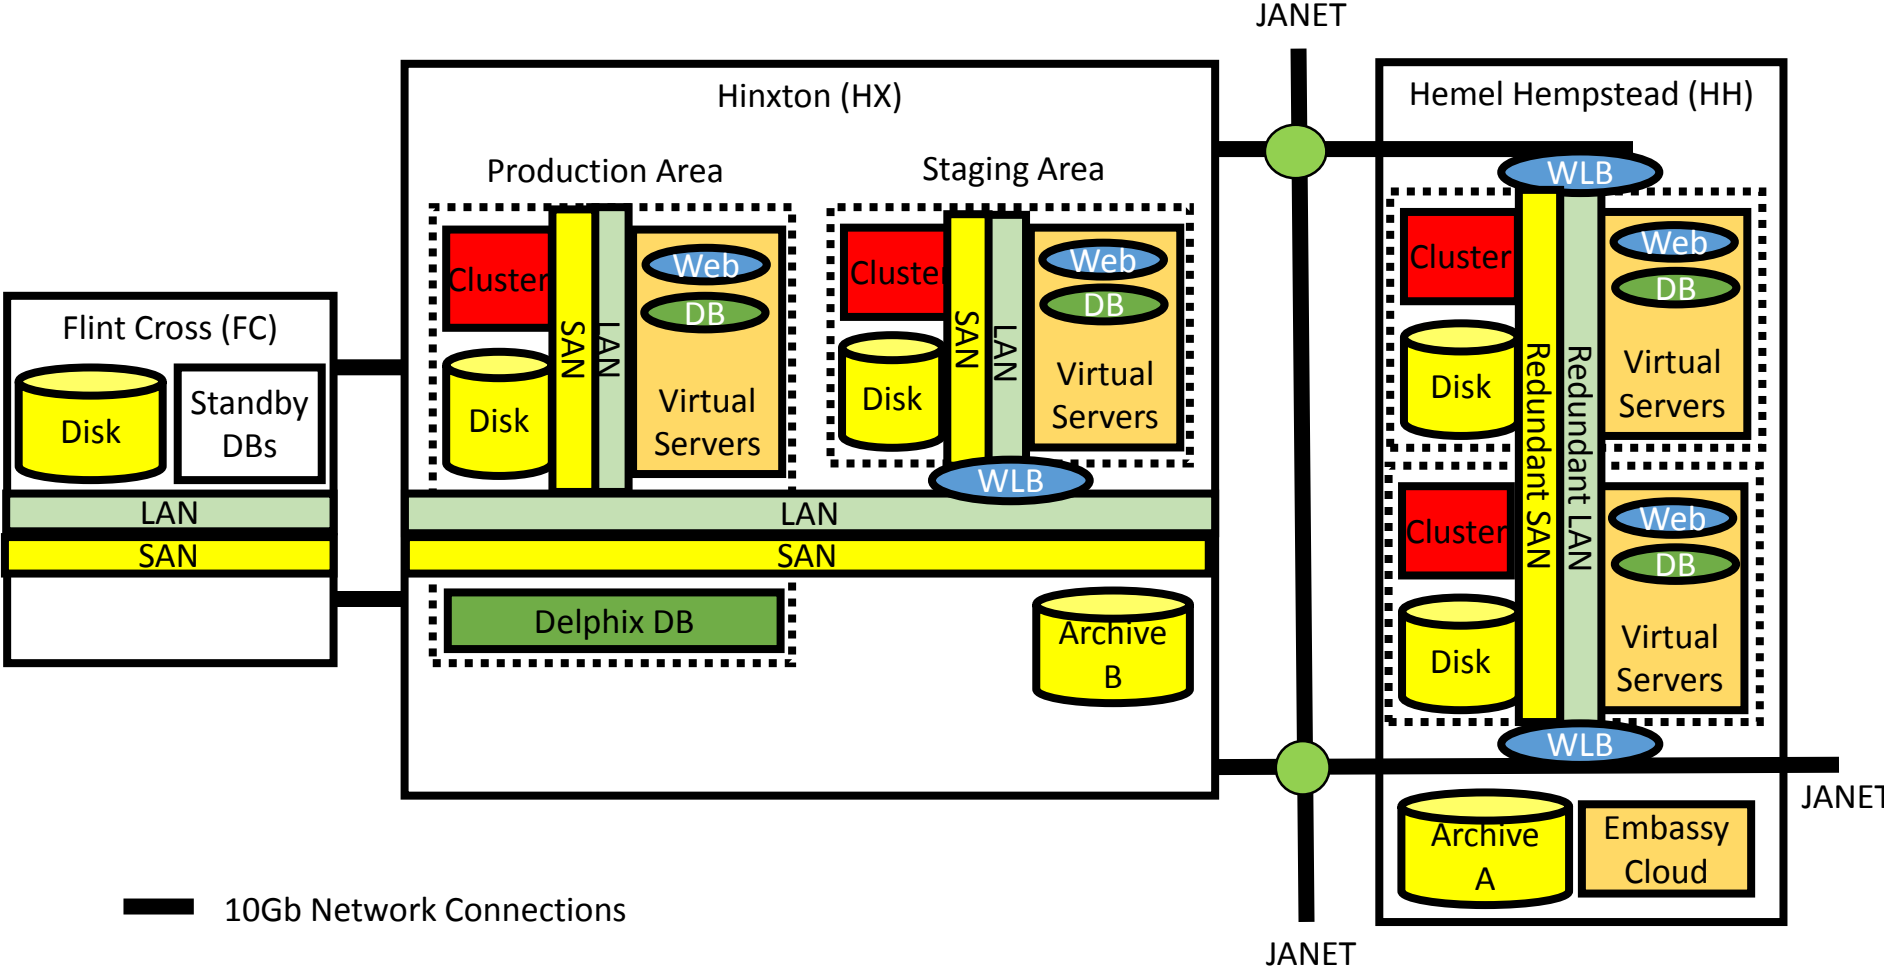 JANET
Hinxton (HX)
Hemel Hempstead (HH)
Production Area
Staging Area
WLB
Cluster
SAN
LAN
Web
DB
Virtual
Servers
Disk
Cluster
SAN
LAN
Web
DB
Virtual
Servers
Disk
WLB
Cluster
Web
DB
Disk
Virtual
Servers
Redundant SAN
Redundant LAN
Cluster
Web
DB
Disk
Virtual
Servers
WLB
Flint Cross (FC)
Disk
Standby
DBs
LAN
SAN
LAN
SAN
Delphix DB
Archive
B
JANET
Archive
A
Embassy
Cloud
10Gb Network Connections
JANET